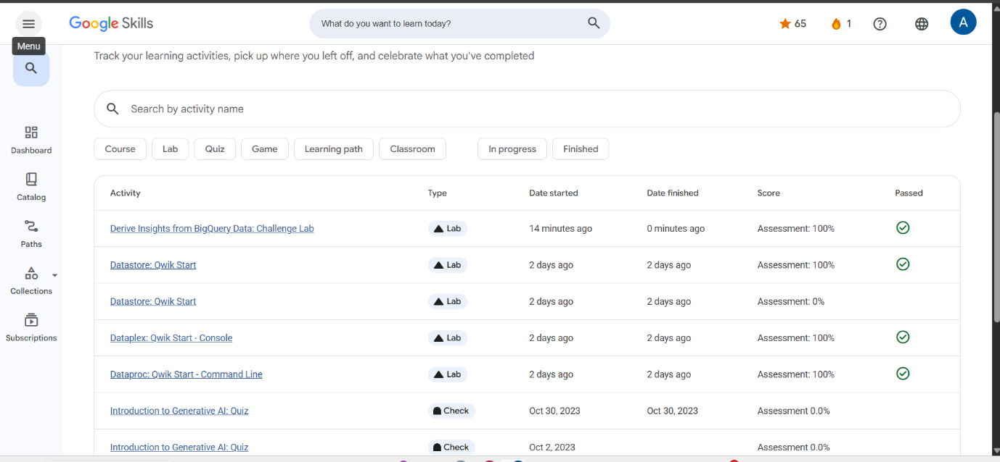 Google Skills
What do you want to learn today?
65
1
A
Menu
Track your learning activities, pick up where you left off, and celebrate what you've completed
Search by activity name
Course Lab Quiz Game Learning path Classroom In progress Finished
Dashboard
Catalog
Paths
Collections
Subscriptions
Activity Type Date started Date finished Score Passed
Derive Insights from BigQuery Data: Challenge Lab Lab 14 minutes ago 0 minutes ago Assessment: 100%
Datastore: Qwik Start Lab 2 days ago 2 days ago Assessment: 100%
Datastore: Qwik Start Lab 2 days ago 2 days ago Assessment: 0%
Dataplex: Qwik Start - Console Lab 2 days ago 2 days ago Assessment: 100%
Dataproc: Qwik Start - Command Line Lab 2 days ago 2 days ago Assessment: 100%
Introduction to Generative AI: Quiz Check Oct 30, 2023 Oct 30, 2023 Assessment 0.0%
Introduction to Generative AI: Quiz Check Oct 2, 2023 Assessment 0.0%